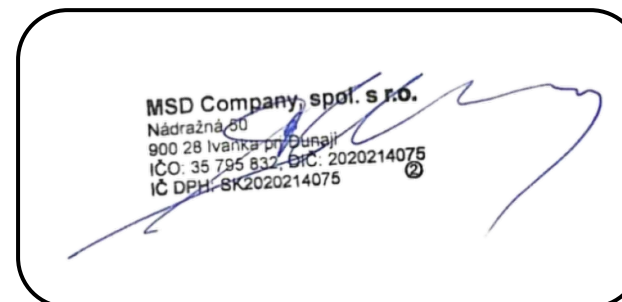 MSD Company, spol. s r.o.
Nádražná 50
900 28 Ivanka pri Dunaji
IČO: 35 795 832, DIČ: 2020214075
IČ DPH: SK2020214075 ②